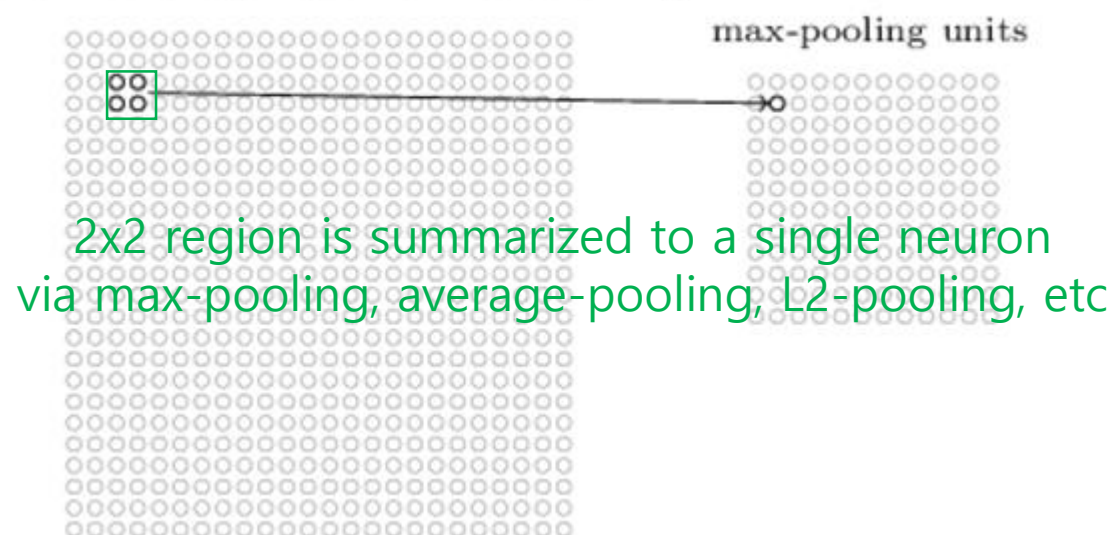 max-pooling units
2x2 region is summarized to a single neuron
via max-pooling, average-pooling, L2-pooling, etc